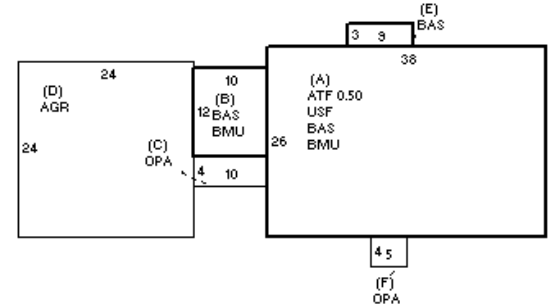 (E)
BAS
3 9
38
24
(D)
AGR
24
10
(B)
12 BAS
BMU
(A)
ATF 0.50
USF
BAS
BMU
26
(C)
OPA
4 10
4 5
(F)
OPA